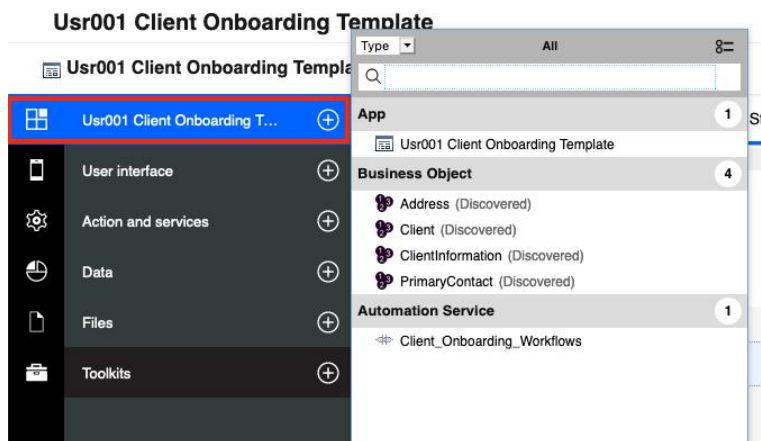 Usr001 Client Onboarding Template
Usr001 Client Onboarding Templa
Type
All
Usr001 Client Onboarding T...
User interface
Action and services
Data
Files
Toolkits
App 1
Usr001 Client Onboarding Template
Business Object 4
Address (Discovered)
Client (Discovered)
ClientInformation (Discovered)
PrimaryContact (Discovered)
Automation Service 1
Client_Onboarding_Workflows
St